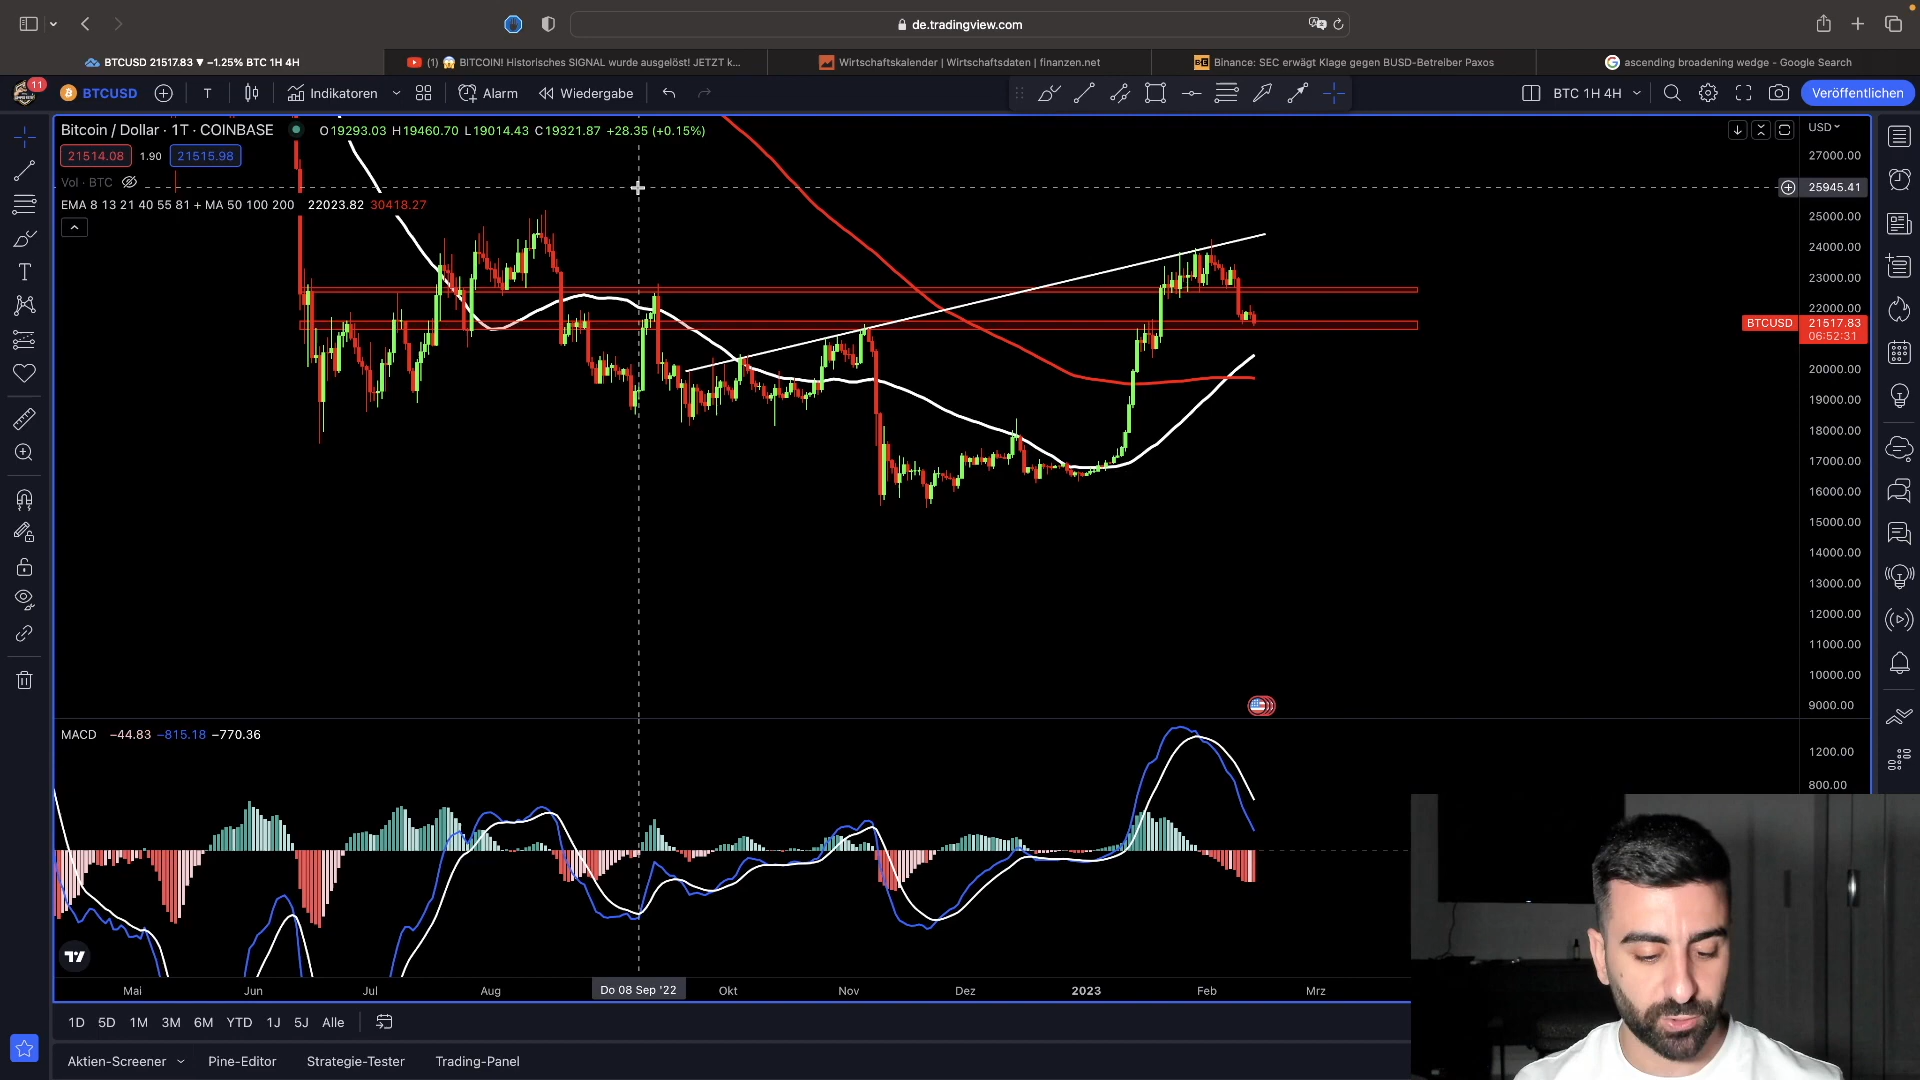 de.tradingview.com
BTCUSD 21517.83 ▼ −1.25% BTC 1H 4H
(1) 😱 BITCOIN! Historisches SIGNAL wurde ausgelöst! JETZT k...
Wirtschaftskalender | Wirtschaftsdaten | finanzen.net
Binance: SEC erwägt Klage gegen BUSD-Betreiber Paxos
ascending broadening wedge - Google Search
11
BTCUSD
T
Indikatoren
Alarm
Wiedergabe
BTC 1H 4H
Veröffentlichen
Bitcoin / Dollar · 1T · COINBASE
O19293.03 H19460.70 L19014.43 C19321.87 +28.35 (+0.15%)
USD
21514.08 1.90 21515.98
Vol · BTC
EMA 8 13 21 40 55 81 + MA 50 100 200 22023.82 30418.27
27000.00
25945.41
25000.00
24000.00
23000.00
22000.00
BTCUSD 21517.83
06:52:31
20000.00
19000.00
18000.00
17000.00
16000.00
15000.00
14000.00
13000.00
12000.00
11000.00
10000.00
9000.00
MACD −44.83 −815.18 −770.36
1200.00
800.00
Mai Jun Jul Aug Do 08 Sep '22 Okt Nov Dez 2023 Feb Mrz
1D 5D 1M 3M 6M YTD 1J 5J Alle
Aktien-Screener Pine-Editor Strategie-Tester Trading-Panel